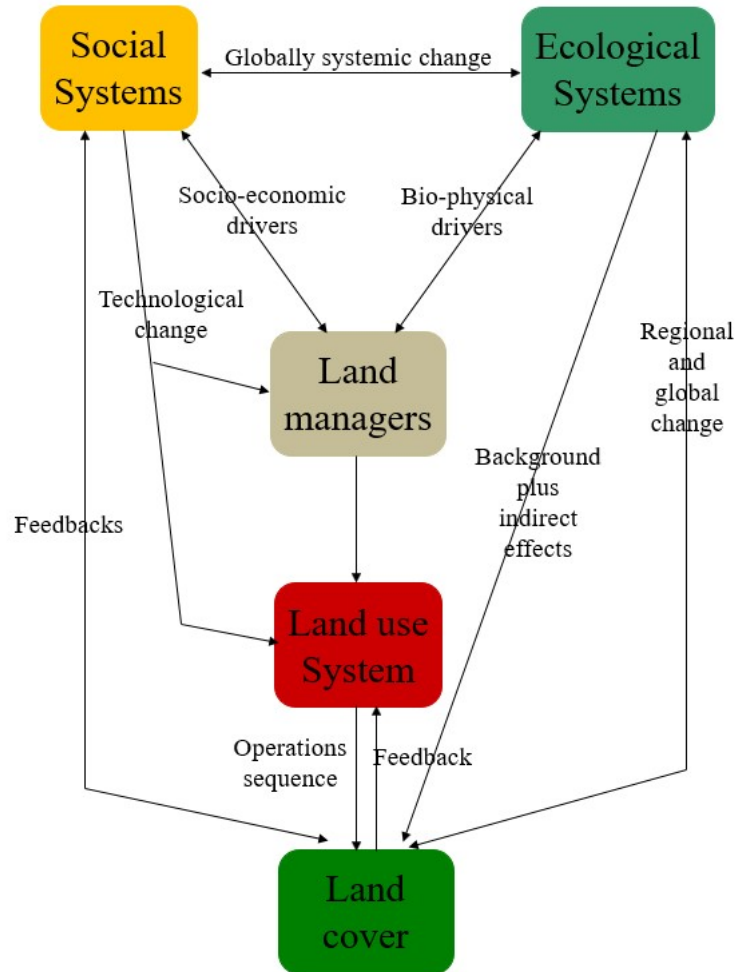 Social
Systems
Globally systemic change
Ecological
Systems
Socio-economic
drivers
Bio-physical
drivers
Technological
change
Land
managers
Regional
and
global
change
Feedbacks
Background
plus
indirect
effects
Land use
System
Operations
sequence
Feedback
Land
cover